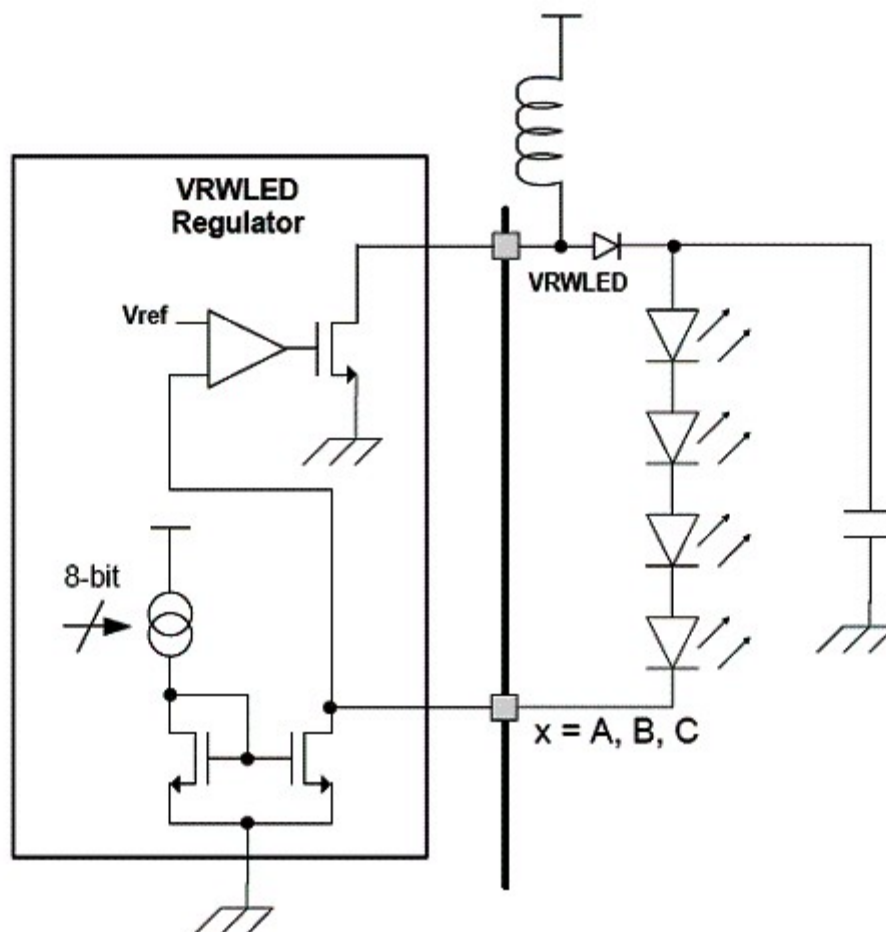 VRWLED
Regulator
VRWLED
Vref
8-bit
x = A, B, C